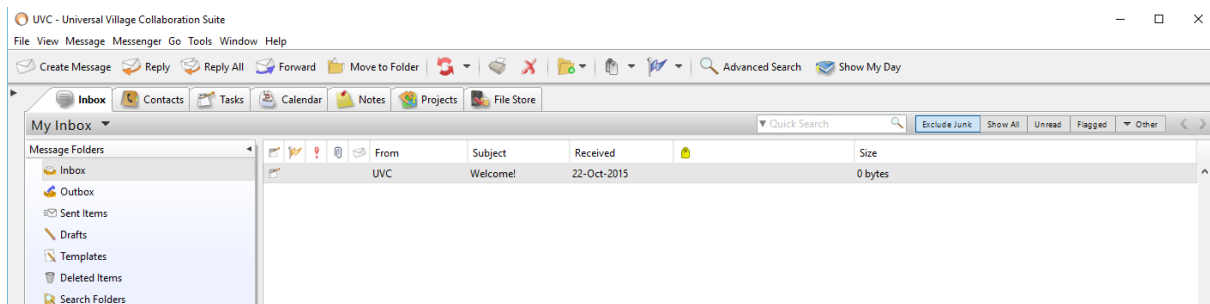 UVC - Universal Village Collaboration Suite
File View Message Messenger Go Tools Window Help
Create Message Reply Reply All Forward Move to Folder Advanced Search Show My Day
Inbox Contacts Tasks Calendar Notes Projects File Store
My Inbox Quick Search Exclude Junk Show All Unread Flagged Other
Message Folders From Subject Received Size
Inbox UVC Welcome! 22-Oct-2015 0 bytes
Outbox
Sent Items
Drafts
Templates
Deleted Items
Search Folders